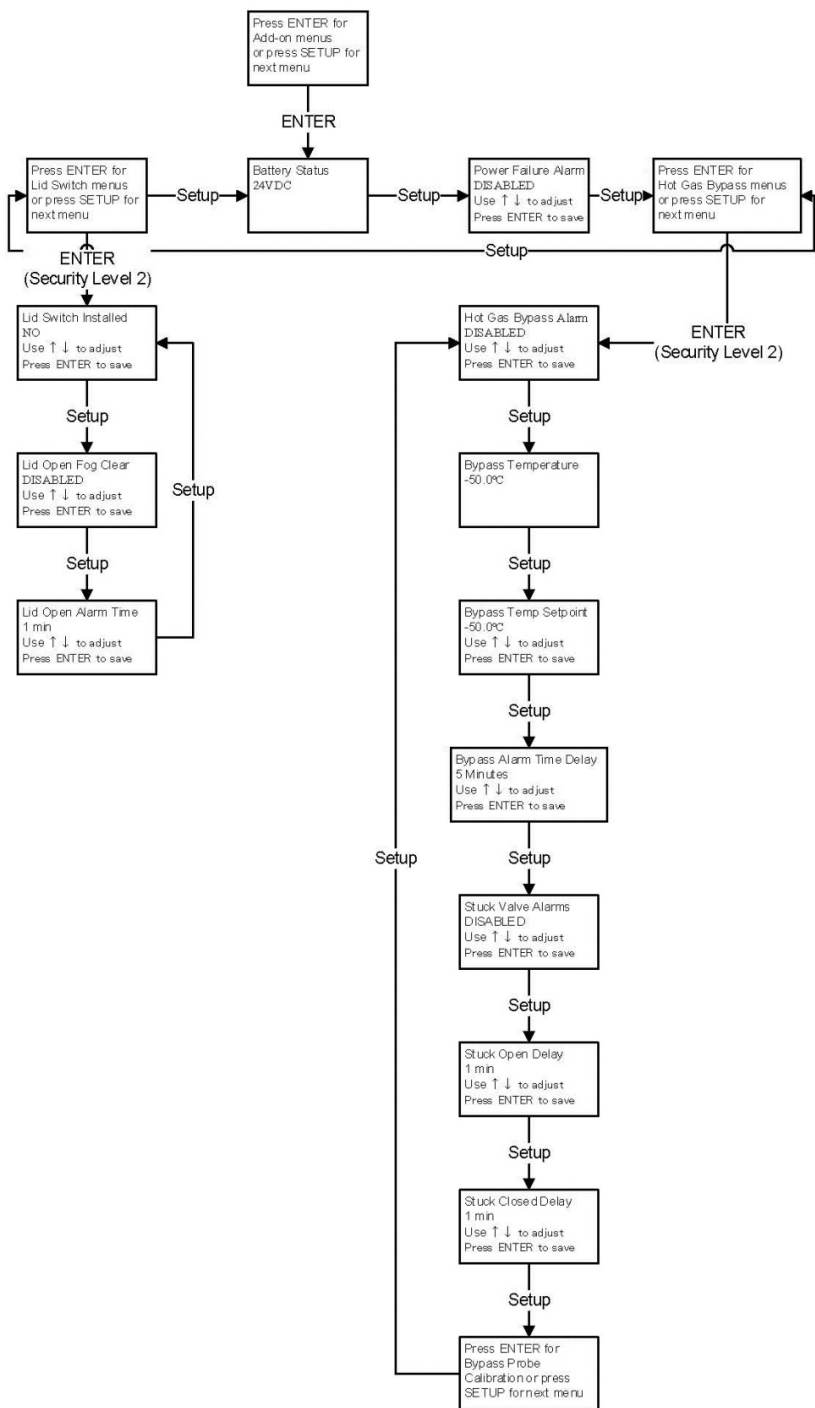 Press ENTER for
Add-on menus
or press SETUP for
next menu
ENTER
Press ENTER for
Lid Switch menus
or press SETUP for
next menu
Setup
Battery Status
24VDC
Setup
Power Failure Alarm
DISABLED
Use ↑ ↓ to adjust
Press ENTER to save
Setup
Press ENTER for
Hot Gas Bypass menus
or press SETUP for
next menu
Setup
ENTER
(Security Level 2)
Lid Switch Installed
NO
Use ↑ ↓ to adjust
Press ENTER to save
Setup
Lid Open Fog Clear
DISABLED
Use ↑ ↓ to adjust
Press ENTER to save
Setup
Setup
Lid Open Alarm Time
1 min
Use ↑ ↓ to adjust
Press ENTER to save
ENTER
(Security Level 2)
Hot Gas Bypass Alarm
DISABLED
Use ↑ ↓ to adjust
Press ENTER to save
Setup
Bypass Temperature
-50.0ºC
Setup
Bypass Temp Setpoint
-50.0ºC
Use ↑ ↓ to adjust
Press ENTER to save
Setup
Bypass Alarm Time Delay
5 Minutes
Use ↑ ↓ to adjust
Press ENTER to save
Setup
Setup
Stuck Valve Alarms
DISABLED
Use ↑ ↓ to adjust
Press ENTER to save
Setup
Stuck Open Delay
1 min
Use ↑ ↓ to adjust
Press ENTER to save
Setup
Stuck Closed Delay
1 min
Use ↑ ↓ to adjust
Press ENTER to save
Setup
Press ENTER for
Bypass Probe
Calibration or press
SETUP for next menu